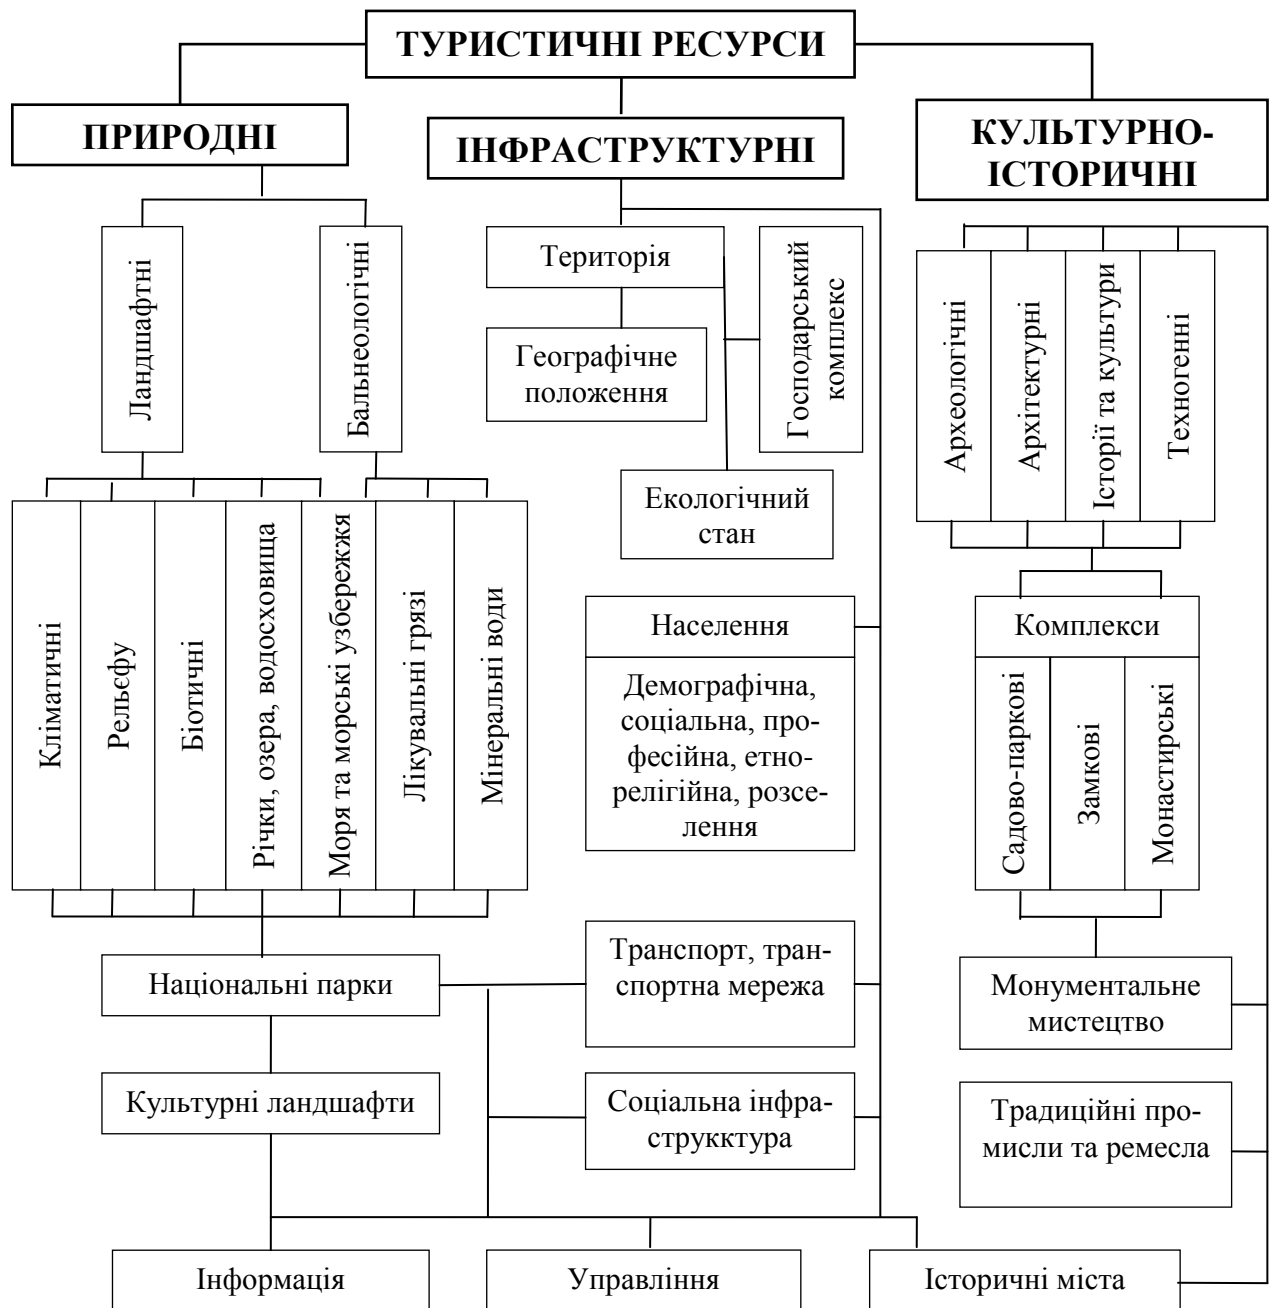 ТУРИСТИЧНІ РЕСУРСИ
ПРИРОДНІ
ІНФРАСТРУКТУРНІ
КУЛЬТУРНО-
ІСТОРИЧНІ
Ландшафтні
Бальнеологічні
Територія
Географічне
положення
Господарський
комплекс
Екологічний
стан
Археологічні
Архітектурні
Історії та культури
Техногенні
Кліматичні
Рельєфу
Біотичні
Річки, озера, водосховища
Моря та морські узбережжя
Лікувальні грязі
Мінеральні води
Населення
Демографічна,
соціальна, про-
фесійна, етно-
релігійна, розсе-
лення
Комплекси
Садово-паркові
Замкові
Монастирські
Національні парки
Транспорт, тран-
спортна мережа
Монументальне
мистецтво
Культурні ландшафти
Соціальна інфра-
струкктура
Традиційні про-
мисли та ремесла
Інформація
Управління
Історичні міста